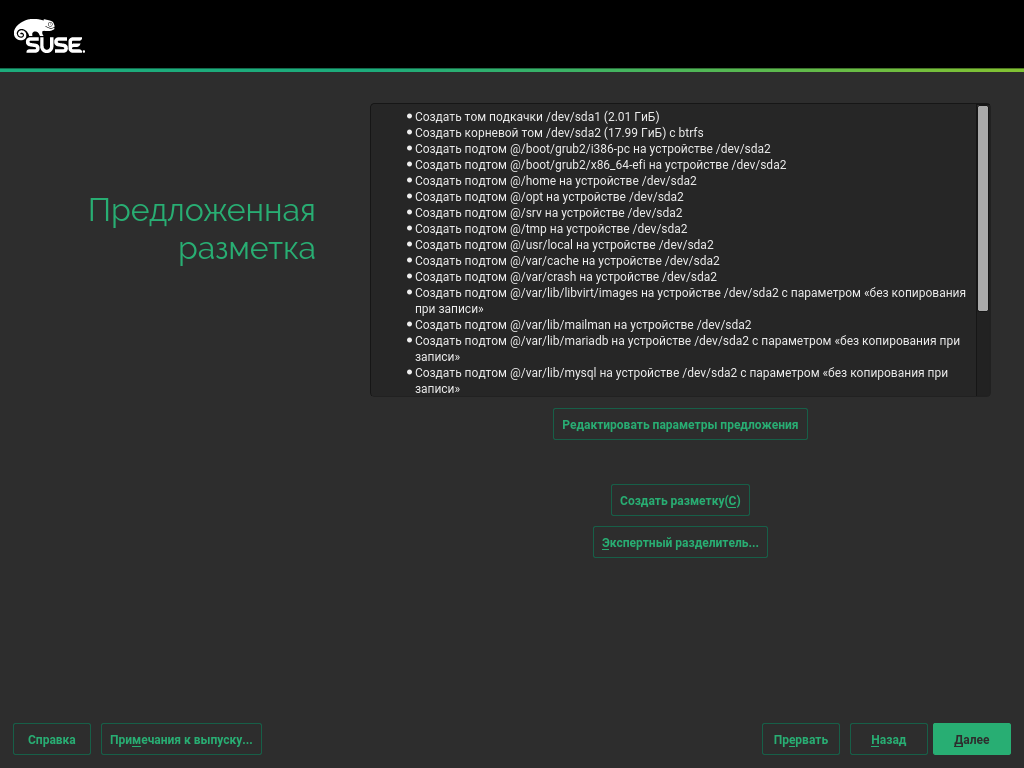 SUSE.
Предложенная
разметка
Создать том подкачки /dev/sda1 (2.01 ГиБ)
Создать корневой том /dev/sda2 (17.99 ГиБ) с btrfs
Создать подтом @/boot/grub2/i386-pc на устройстве /dev/sda2
Создать подтом @/boot/grub2/x86_64-efi на устройстве /dev/sda2
Создать подтом @/home на устройстве /dev/sda2
Создать подтом @/opt на устройстве /dev/sda2
Создать подтом @/srv на устройстве /dev/sda2
Создать подтом @/tmp на устройстве /dev/sda2
Создать подтом @/usr/local на устройстве /dev/sda2
Создать подтом @/var/cache на устройстве /dev/sda2
Создать подтом @/var/crash на устройстве /dev/sda2
Создать подтом @/var/lib/libvirt/images на устройстве /dev/sda2 с параметром «без копирования
при записи»
Создать подтом @/var/lib/mailman на устройстве /dev/sda2
Создать подтом @/var/lib/mariadb на устройстве /dev/sda2 с параметром «без копирования при
записи»
Создать подтом @/var/lib/mysql на устройстве /dev/sda2 с параметром «без копирования при
записи»
Редактировать параметры предложения
Создать разметку(С)
Экспертный разделитель...
Справка
Примечания к выпуску...
Прервать
Назад
Далее